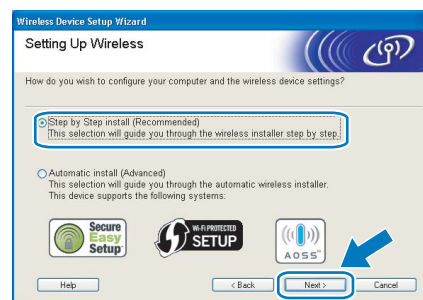 Wireless Device Setup Wizard
Setting Up Wireless
How do you wish to configure your computer and the wireless device settings?
Step by Step install (Recommended)
This selection will guide you through the wireless installer step by step.
Automatic install (Advanced)
This selection will guide you through the automatic wireless installer.
This device supports the following systems:
Secure
Easy
Setup
Wi-Fi PROTECTED
SETUP
AOSS™
Help
< Back
Next >
Cancel